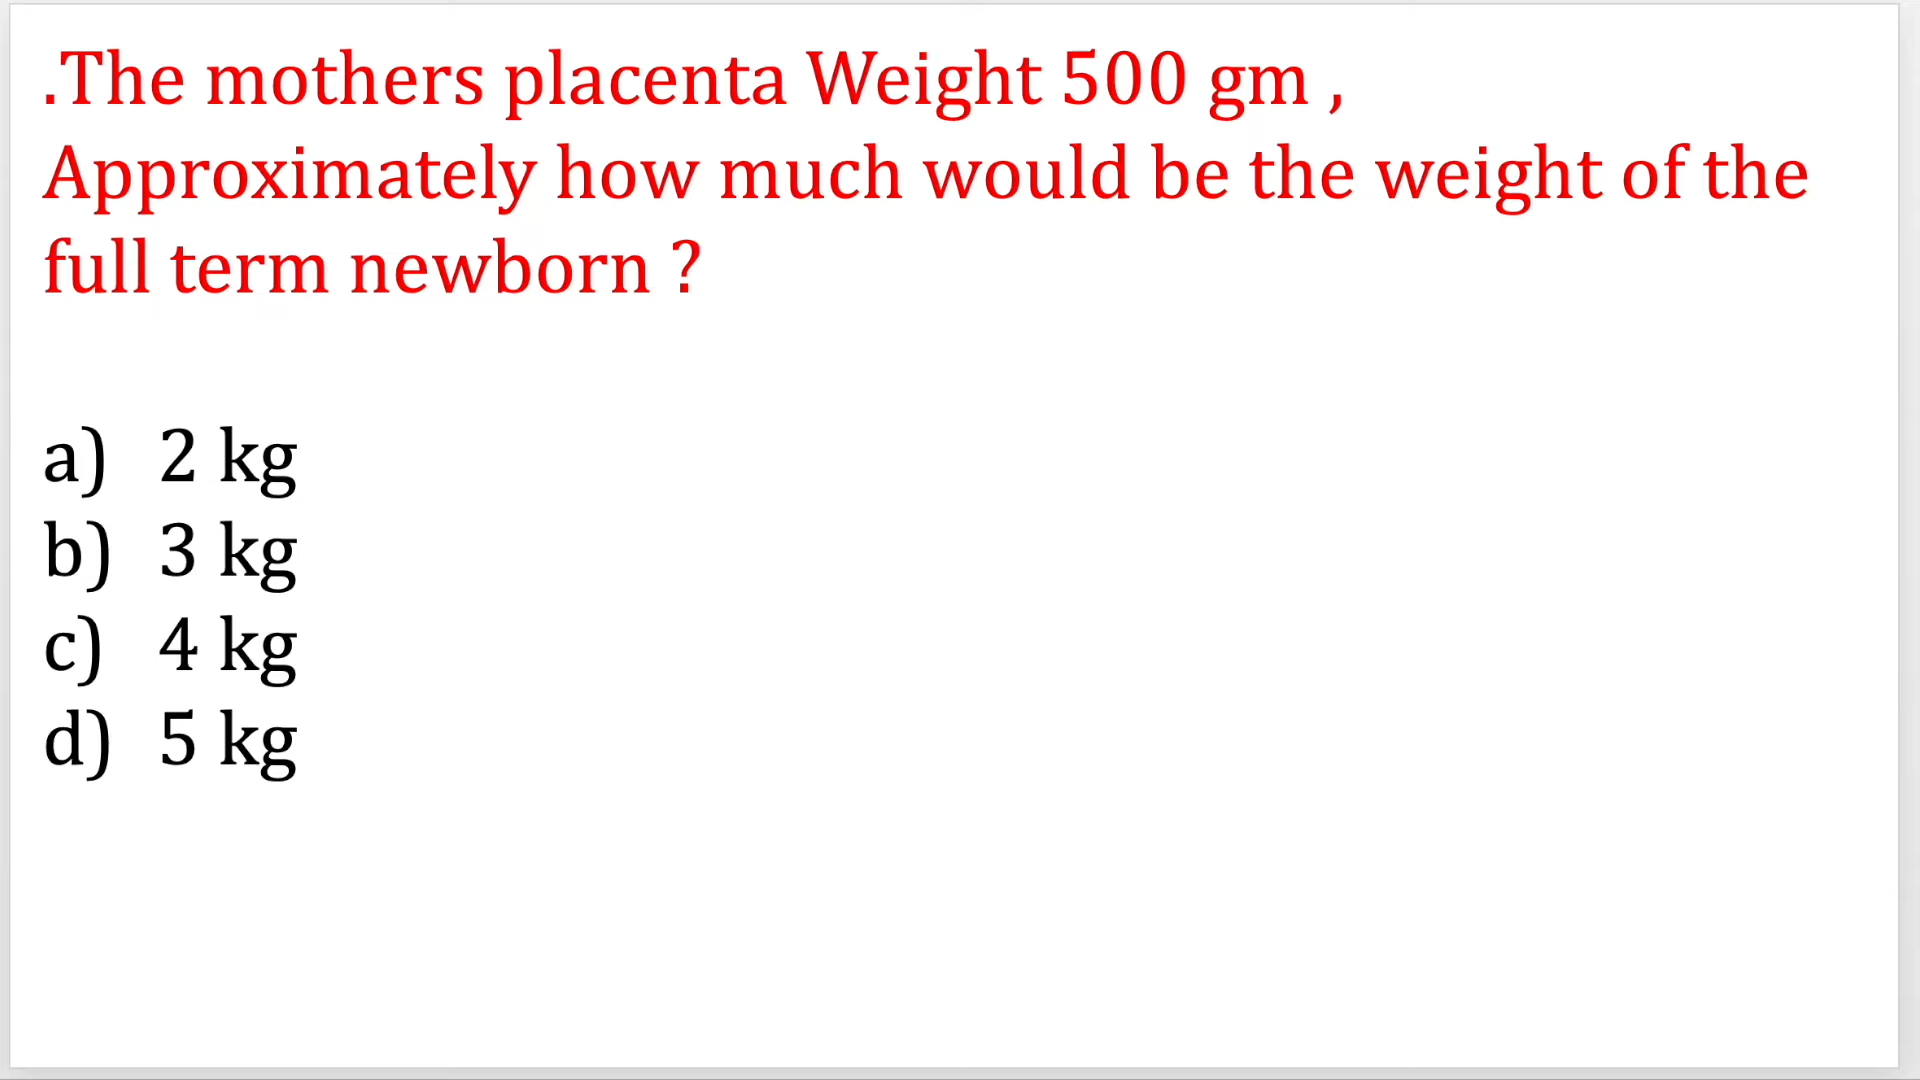 .The mothers placenta Weight 500 gm ,
Approximately how much would be the weight of the
full term newborn ?
a) 2 kg
b) 3 kg
c) 4 kg
d) 5 kg